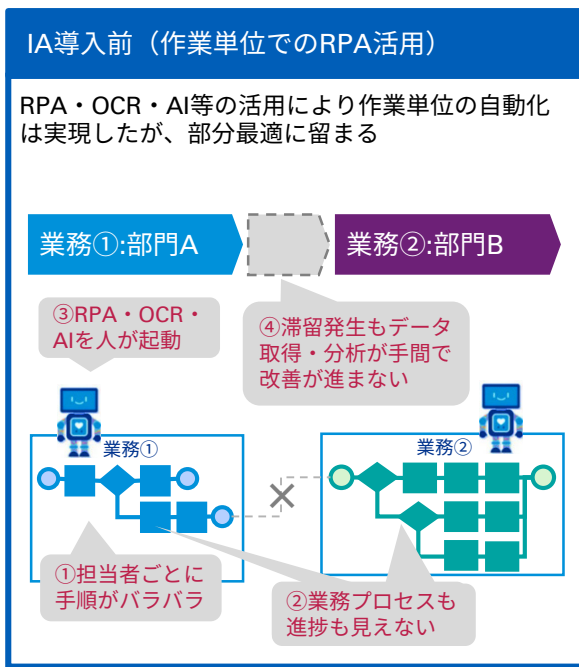 IA導入前（作業単位でのRPA活用）
RPA・OCR・AI等の活用により作業単位の自動化
は実現したが、部分最適に留まる
業務①:部門A
業務②:部門B
③RPA・OCR・
AIを人が起動
④滞留発生もデータ
取得・分析が手間で
改善が進まない
業務①
業務②
①担当者ごとに
手順がバラバラ
②業務プロセスも
進捗も見えない